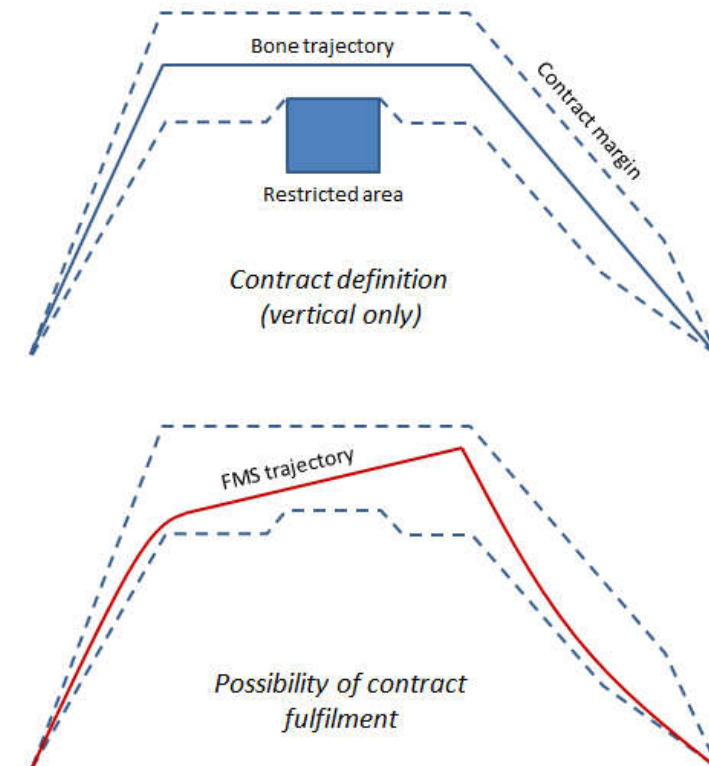 Bone trajectory
Contract margin
Restricted area
Contract definition
(vertical only)
FMS trajectory
Possibility of contract
fulfilment